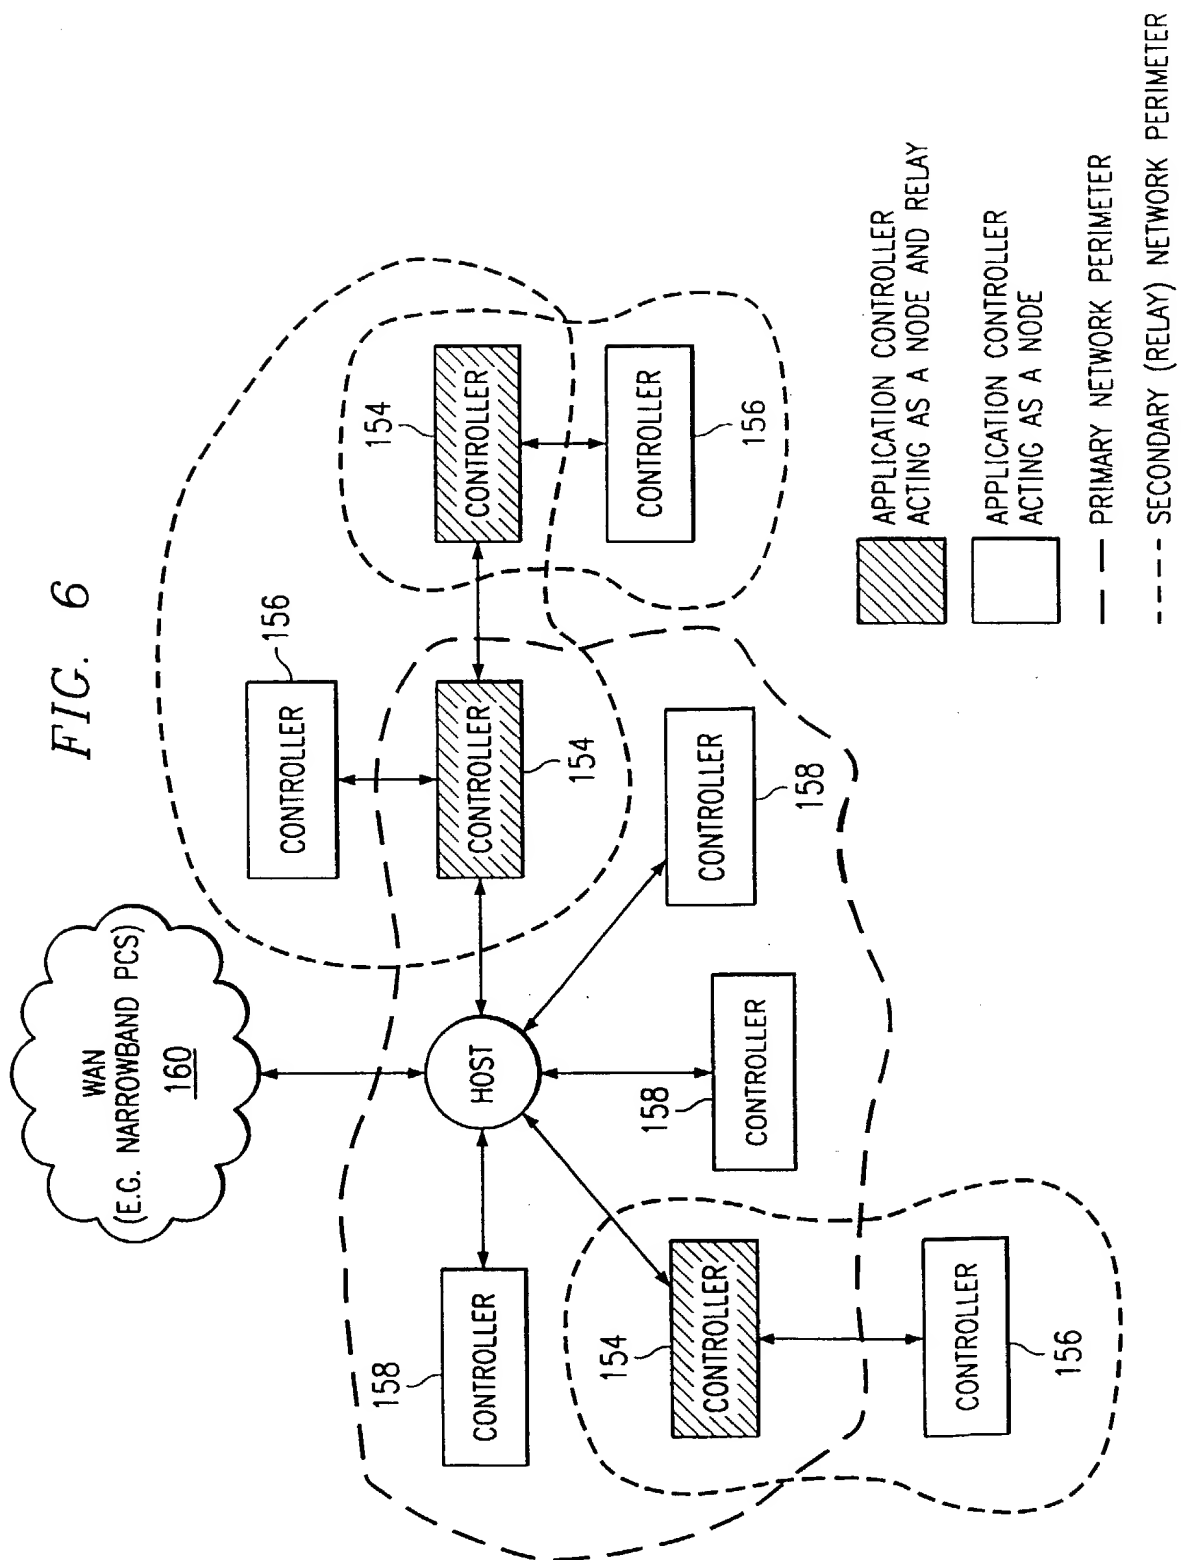 FIG. 6
WAN
(E.G. NARROWBAND PCS)
160
HOST
158
CONTROLLER
154
CONTROLLER
CONTROLLER
156
158
CONTROLLER
CONTROLLER
158
CONTROLLER
154
CONTROLLER
156
154
CONTROLLER
CONTROLLER
156
APPLICATION CONTROLLER
ACTING AS A NODE AND RELAY
APPLICATION CONTROLLER
ACTING AS A NODE
PRIMARY NETWORK PERIMETER
SECONDARY (RELAY) NETWORK PERIMETER